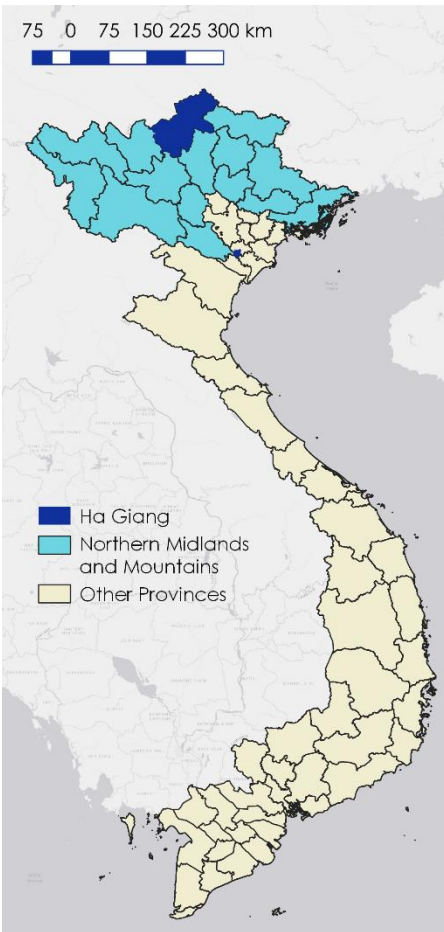 75 0 75 150 225 300 km
Ha Giang
Northern Midlands
and Mountains
Other Provinces